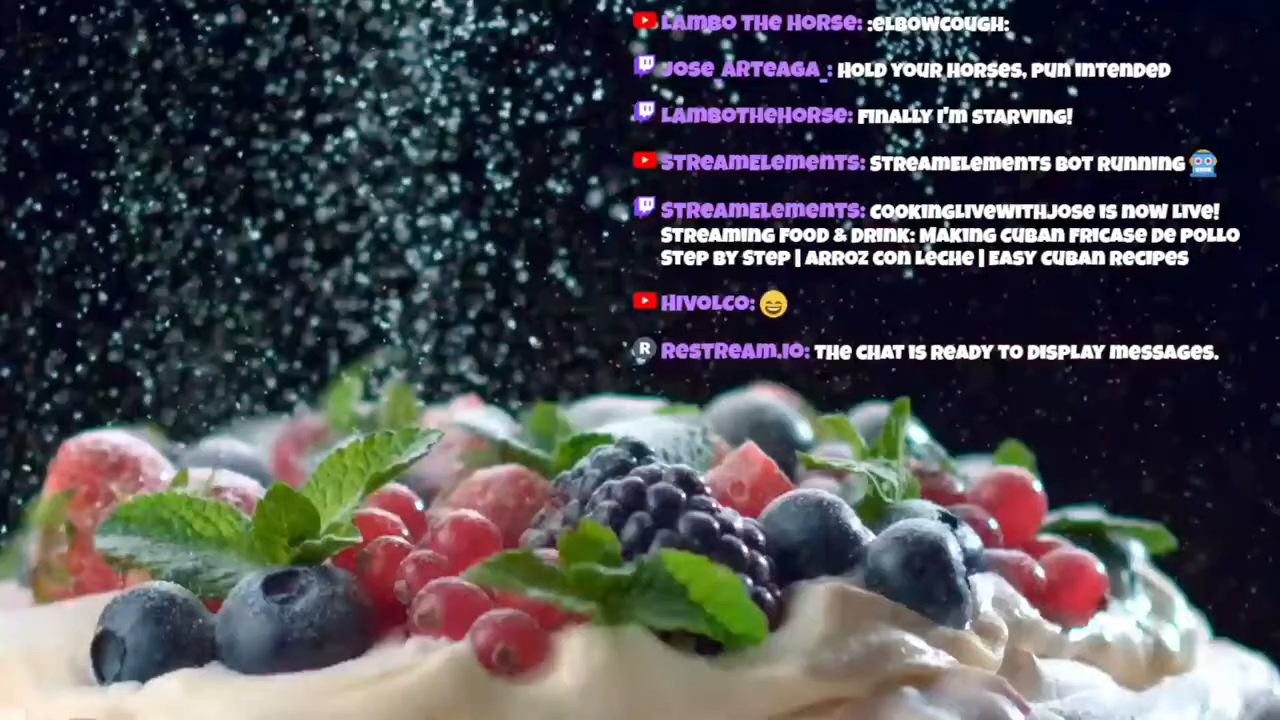 Lambo The Horse: :elbowcough:
Jose_Arteaga_: Hold your horses, pun intended
LamboTheHorse: Finally I'm starving!
StreamElements: StreamElements Bot Running
StreamElements: cookinglivewithjose is now live!
Streaming Food & Drink: Making Cuban Fricase de Pollo
Step by Step | Arroz con Leche | Easy Cuban Recipes
Hivolco:
R Restream.io: The chat is ready to display messages.